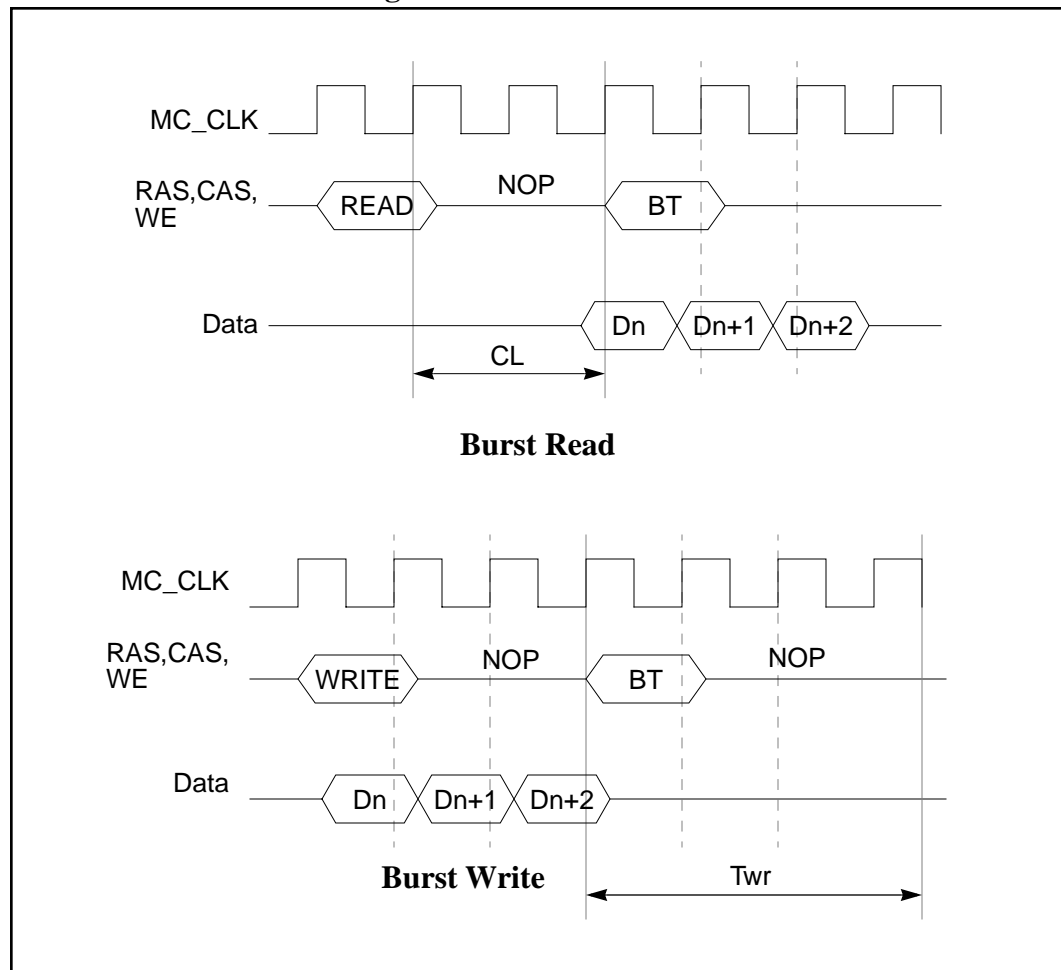 MC_CLK
RAS,CAS,
WE
READ
NOP
BT
Data
Dn
Dn+1
Dn+2
CL
Burst Read
MC_CLK
RAS,CAS,
WE
WRITE
NOP
BT
NOP
Data
Dn
Dn+1
Dn+2
Burst Write
Twr